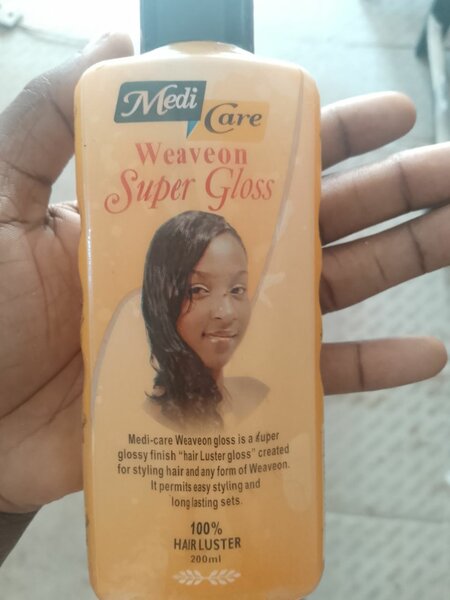 Medi
Care
Weaveon
Super Gloss
Medi-care Weaveon gloss is a Super
glossy finish "hair Luster gloss" created
for styling hair and any form of Weaveon.
It permits easy styling and
long lasting sets.
100%
HAIR LUSTER
200ml